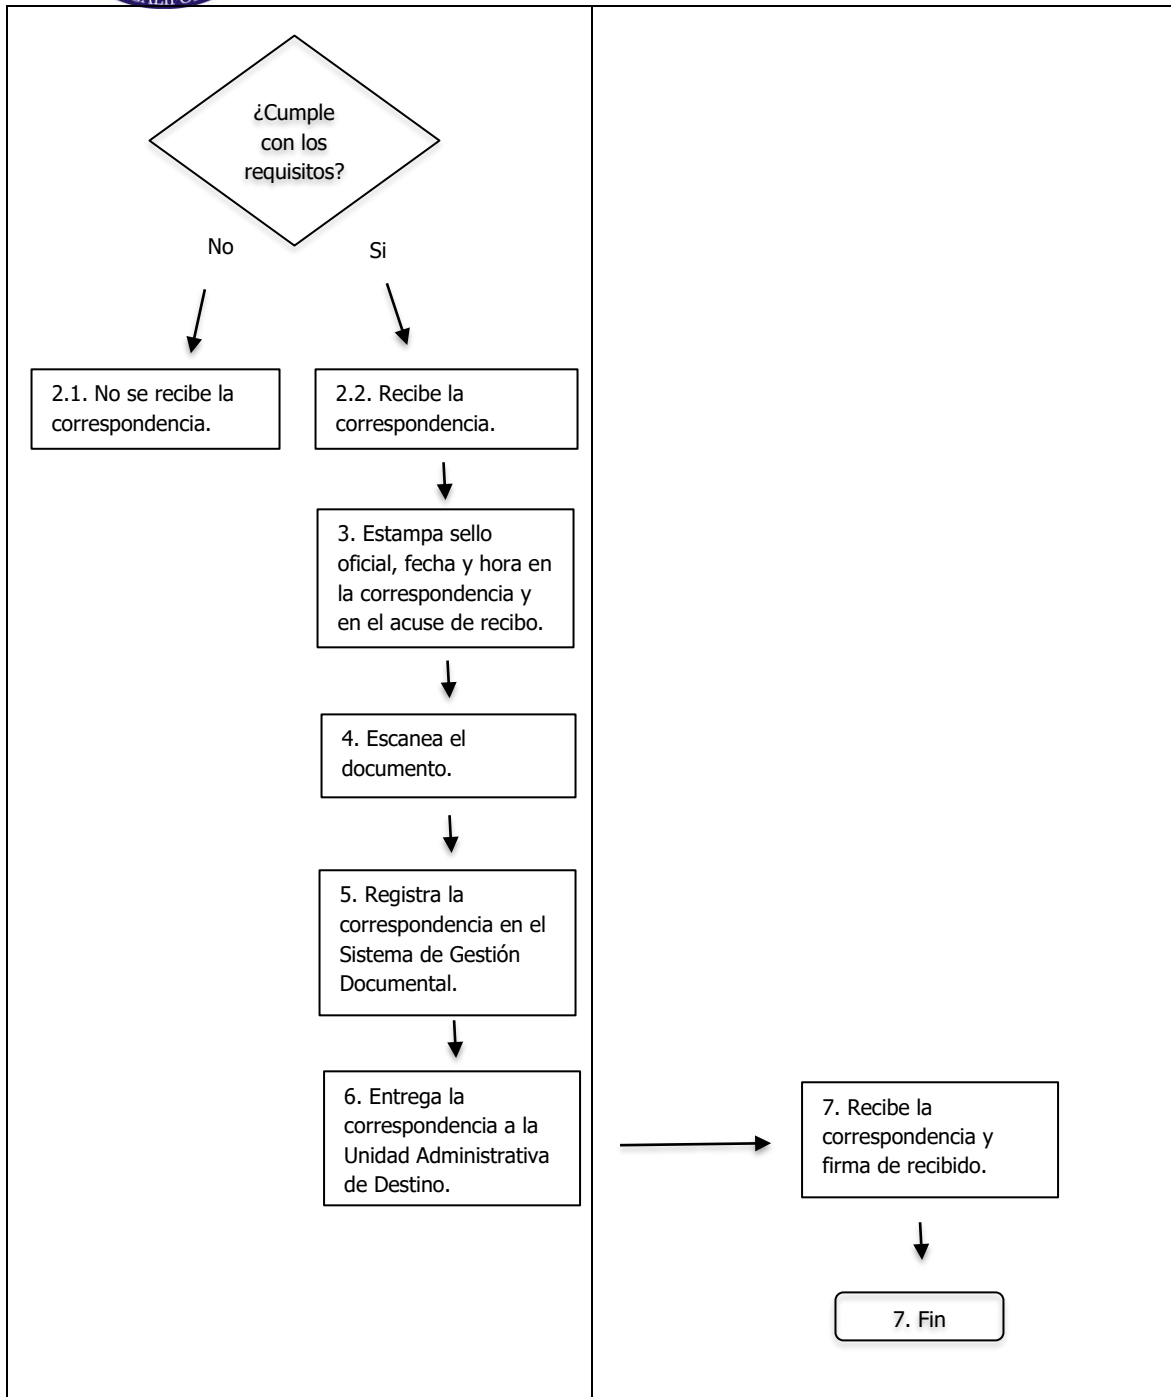 ¿Cumple
con los
requisitos?
No
Si
2.1. No se recibe la
correspondencia.
2.2. Recibe la
correspondencia.
3. Estampa sello
oficial, fecha y hora en
la correspondencia y
en el acuse de recibo.
4. Escanea el
documento.
5. Registra la
correspondencia en el
Sistema de Gestión
Documental.
6. Entrega la
correspondencia a la
Unidad Administrativa
de Destino.
7. Recibe la
correspondencia y
firma de recibido.
7. Fin